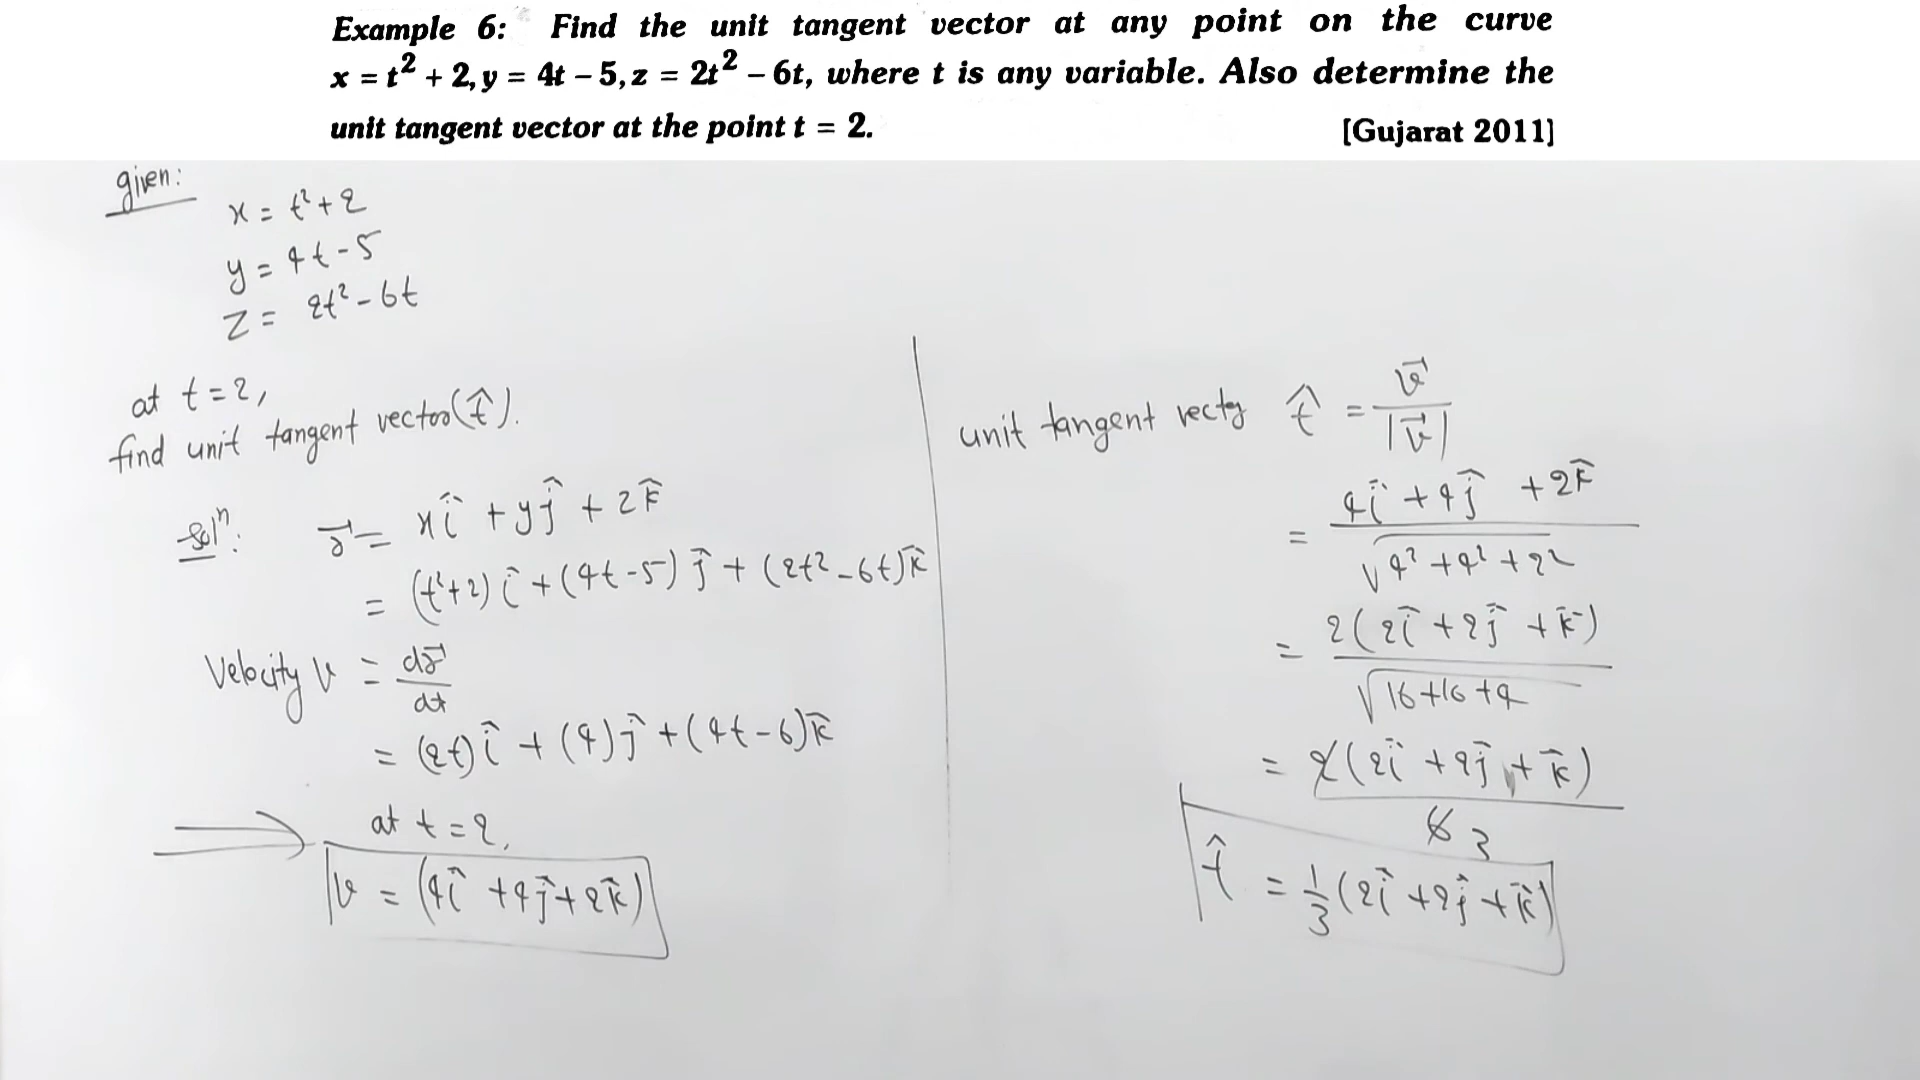 Example 6: Find the unit tangent vector at any point on the curve
x = t² + 2, y = 4t – 5, z = 2t² – 6t, where t is any variable. Also determine the
unit tangent vector at the point t = 2. [Gujarat 2011]
given:
x = t² + 2
y = 4t - 5
z = 2t² - 6t
at t = 2,
find unit tangent vector (t̂).
solⁿ: r⃗ = xî + yĵ + zk̂
= (t²+2) î + (4t-5) ĵ + (2t²-6t) k̂
Velocity v = dr⃗/dt
= (2t) î + (4) ĵ + (4t-6) k̂
at t = 2,
v = (4î + 4ĵ + 2k̂)
unit tangent vector t̂ = v⃗/|v⃗|
= 4î + 4ĵ + 2k̂ / √4² + 4² + 2²
= 2(2î + 2ĵ + k̂) / √16 + 16 + 4
= 2(2î + 2ĵ + k̂) / 6 3
t̂ = 1/3 (2î + 2ĵ + k̂)